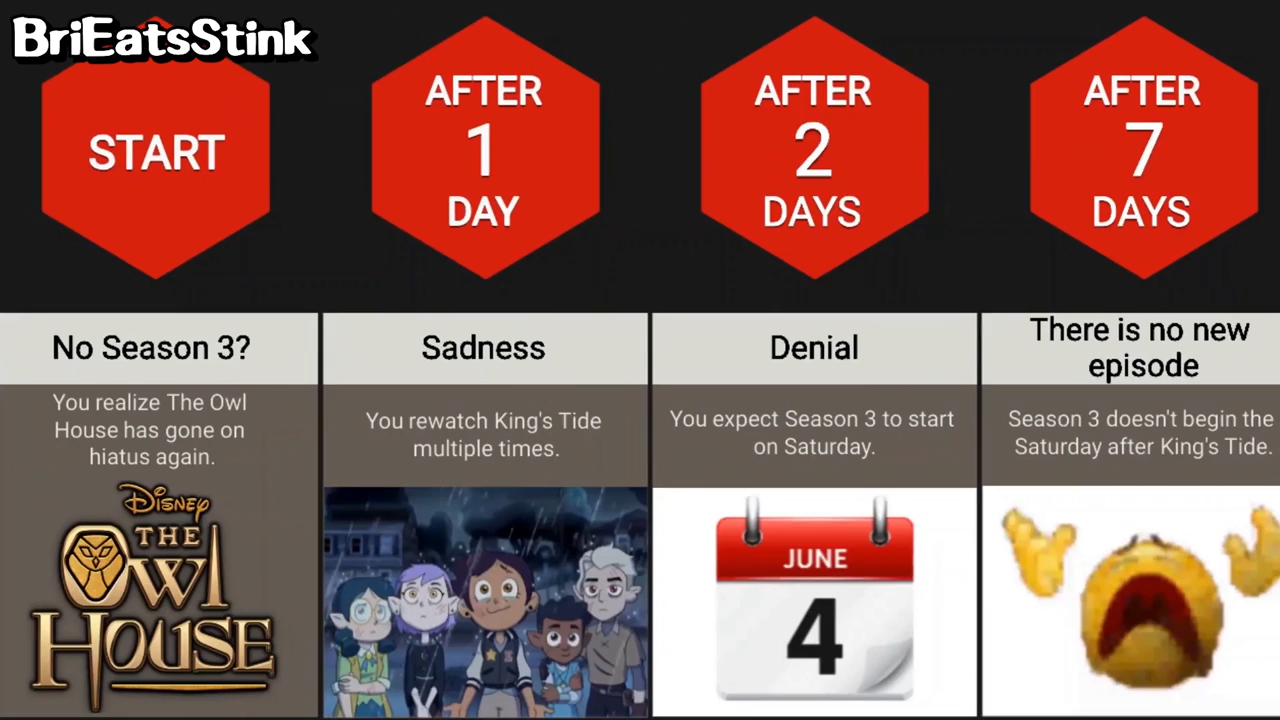 BriEatsStink
START
AFTER
1
DAY
AFTER
2
DAYS
AFTER
7
DAYS
No Season 3?
You realize The Owl
House has gone on
hiatus again.
Disney
THE
OWL
HOUSE
Sadness
You rewatch King's Tide
multiple times.
Denial
You expect Season 3 to start
on Saturday.
JUNE
4
There is no new
episode
Season 3 doesn't begin the
Saturday after King's Tide.